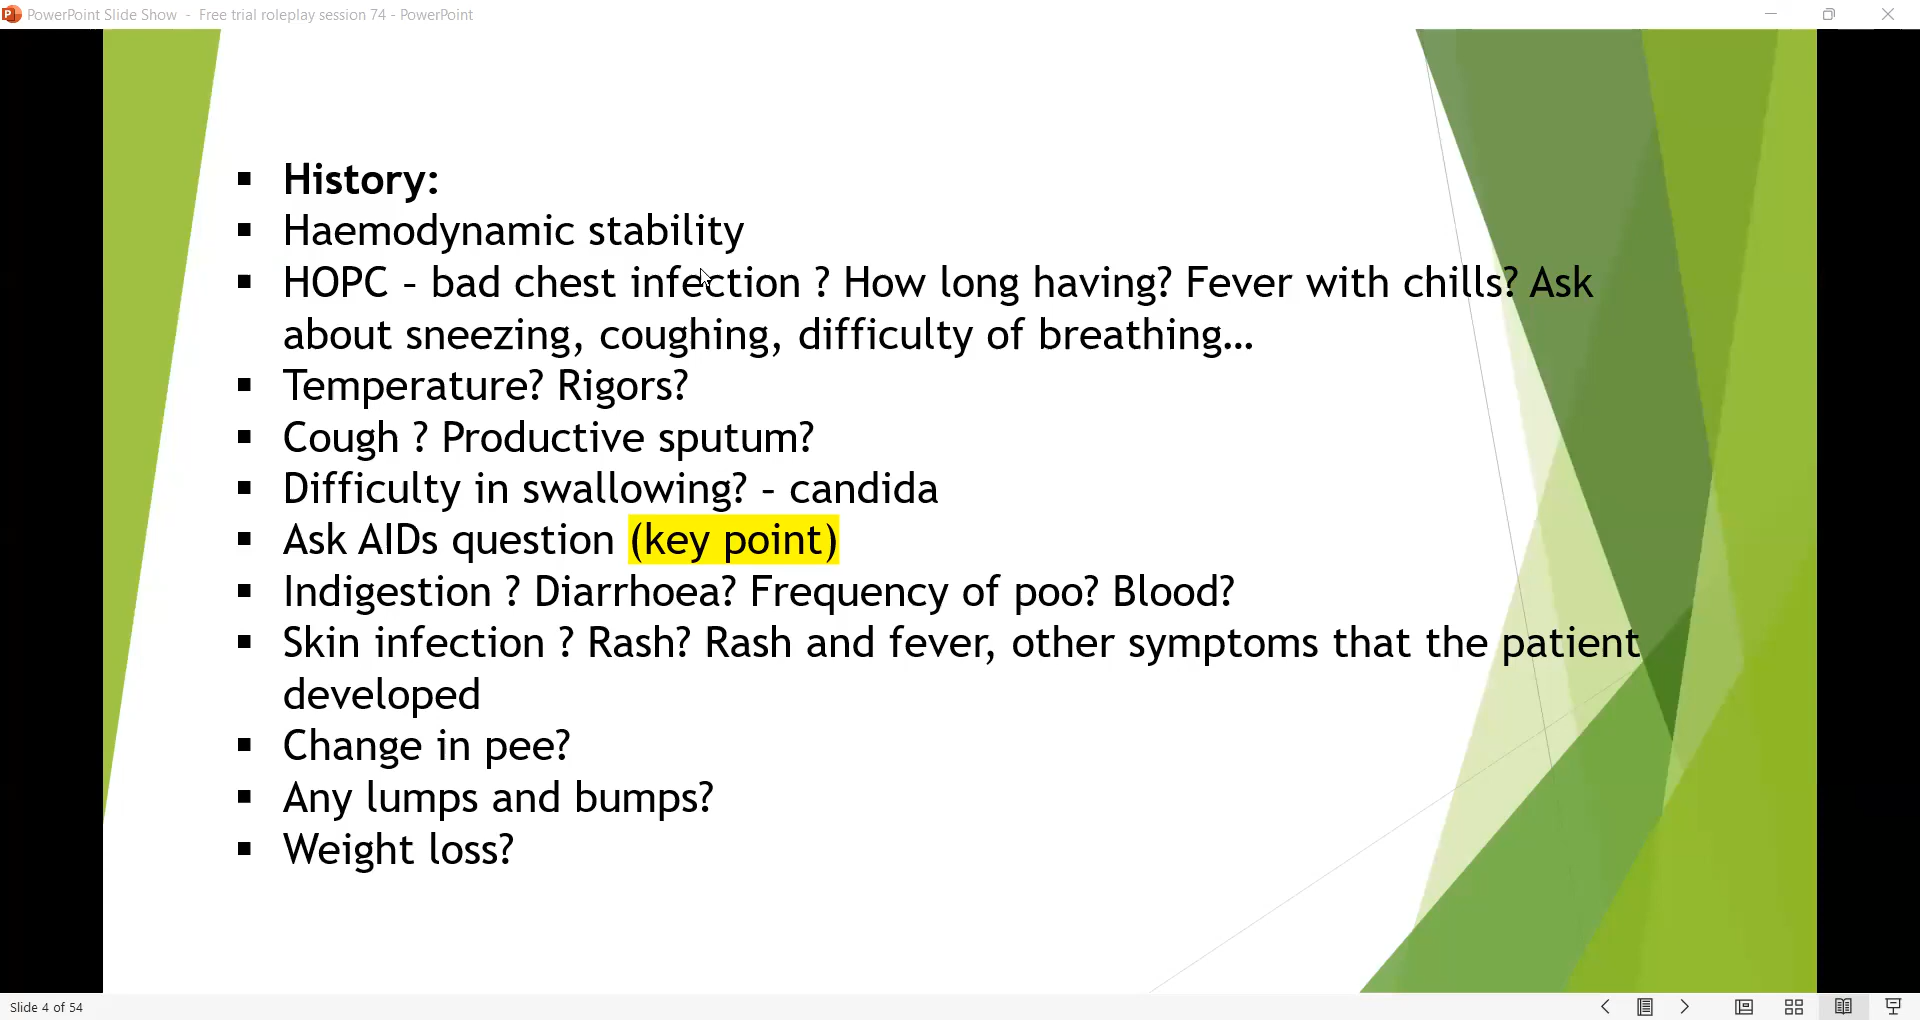 PowerPoint Slide Show - Free trial roleplay session 74 - PowerPoint
History:
Haemodynamic stability
HOPC – bad chest infection ? How long having? Fever with chills? Ask
about sneezing, coughing, difficulty of breathing…
Temperature? Rigors?
Cough ? Productive sputum?
Difficulty in swallowing? – candida
Ask AIDs question (key point)
Indigestion ? Diarrhoea? Frequency of poo? Blood?
Skin infection ? Rash? Rash and fever, other symptoms that the patient
developed
Change in pee?
Any lumps and bumps?
Weight loss?
Slide 4 of 54